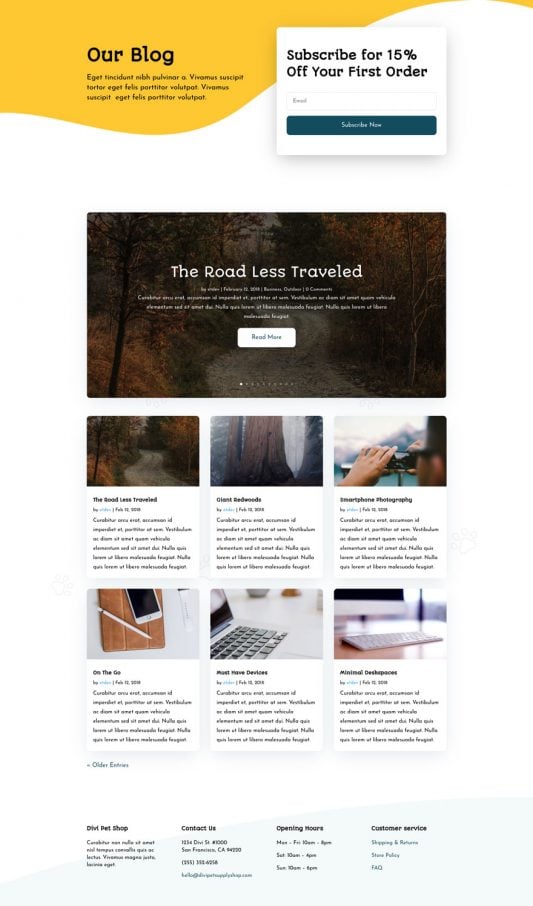 Our Blog
Eget tincidunt nibh pulvinar a. Vivamus suscipit
tortor eget felis porttitor volutpat. Vivamus
suscipit eget felis porttitor volutpat.
Subscribe for 15%
Off Your First Order
Email
Subscribe Now
The Road Less Traveled
by etdev | February 12, 2018 | Business, Outdoor | 0 Comments
Curabitur arcu erat, accumsan id imperdiet et, porttitor at sem. Vestibulum ac diam sit amet quam vehicula
elementum sed sit amet dui. Nulla quis lorem ut libero malesuada feugiat. Nulla quis lorem ut libero
malesuada feugiat.
Read More
The Road Less Traveled
by etdev | Feb 12, 2018
Curabitur arcu erat, accumsan id
imperdiet et, porttitor at sem. Vestibulum
ac diam sit amet quam vehicula
elementum sed sit amet dui. Nulla quis
lorem ut libero malesuada feugiat. Nulla
quis lorem ut libero malesuada feugiat.
Giant Redwoods
by etdev | Feb 12, 2018
Curabitur arcu erat, accumsan id
imperdiet et, porttitor at sem. Vestibulum
ac diam sit amet quam vehicula
elementum sed sit amet dui. Nulla quis
lorem ut libero malesuada feugiat. Nulla
quis lorem ut libero malesuada feugiat.
Smartphone Photography
by etdev | Feb 12, 2018
Curabitur arcu erat, accumsan id
imperdiet et, porttitor at sem. Vestibulum
ac diam sit amet quam vehicula
elementum sed sit amet dui. Nulla quis
lorem ut libero malesuada feugiat. Nulla
quis lorem ut libero malesuada feugiat.
On The Go
by etdev | Feb 12, 2018
Curabitur arcu erat, accumsan id
imperdiet et, porttitor at sem. Vestibulum
ac diam sit amet quam vehicula
elementum sed sit amet dui. Nulla quis
lorem ut libero malesuada feugiat. Nulla
quis lorem ut libero malesuada feugiat.
Must Have Devices
by etdev | Feb 12, 2018
Curabitur arcu erat, accumsan id
imperdiet et, porttitor at sem. Vestibulum
ac diam sit amet quam vehicula
elementum sed sit amet dui. Nulla quis
lorem ut libero malesuada feugiat. Nulla
quis lorem ut libero malesuada feugiat.
Minimal Deskspaces
by etdev | Feb 12, 2018
Curabitur arcu erat, accumsan id
imperdiet et, porttitor at sem. Vestibulum
ac diam sit amet quam vehicula
elementum sed sit amet dui. Nulla quis
lorem ut libero malesuada feugiat. Nulla
quis lorem ut libero malesuada feugiat.
« Older Entries
Divi Pet Shop
Curabitur non nulla sit amet
nisl tempus convallis quis ac
lectus. Vivamus magna justo,
lacinia eget.
Contact Us
1234 Divi St. #1000
San Francisco, CA 94220
(255) 352-6258
hello@divipetsupplyshop.com
Opening Hours
Mon – Fri: 10am – 8pm
Sat: 10am – 4pm
Sun: 10am – 6pm
Customer service
Shipping & Returns
Store Policy
FAQ